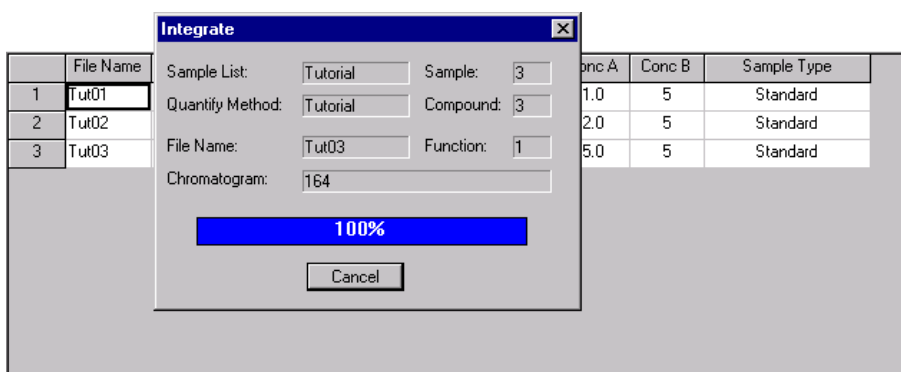 Integrate
File Name onc A Conc B Sample Type
Sample List: Tutorial Sample: 3
1 Tut01 1.0 5 Standard
Quantify Method: Tutorial Compound: 3
2 Tut02 2.0 5 Standard
File Name: Tut03 Function: 1
3 Tut03 5.0 5 Standard
Chromatogram: 164
100%
Cancel